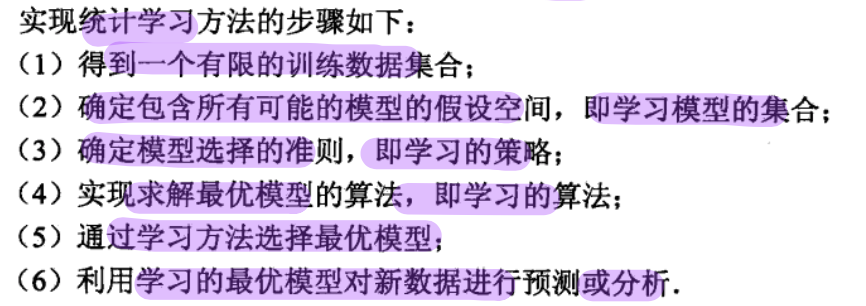 实现统计学习方法的步骤如下：
（1）得到一个有限的训练数据集合；
（2）确定包含所有可能的模型的假设空间，即学习模型的集合；
（3）确定模型选择的准则，即学习的策略；
（4）实现求解最优模型的算法，即学习的算法；
（5）通过学习方法选择最优模型；
（6）利用学习的最优模型对新数据进行预测或分析．